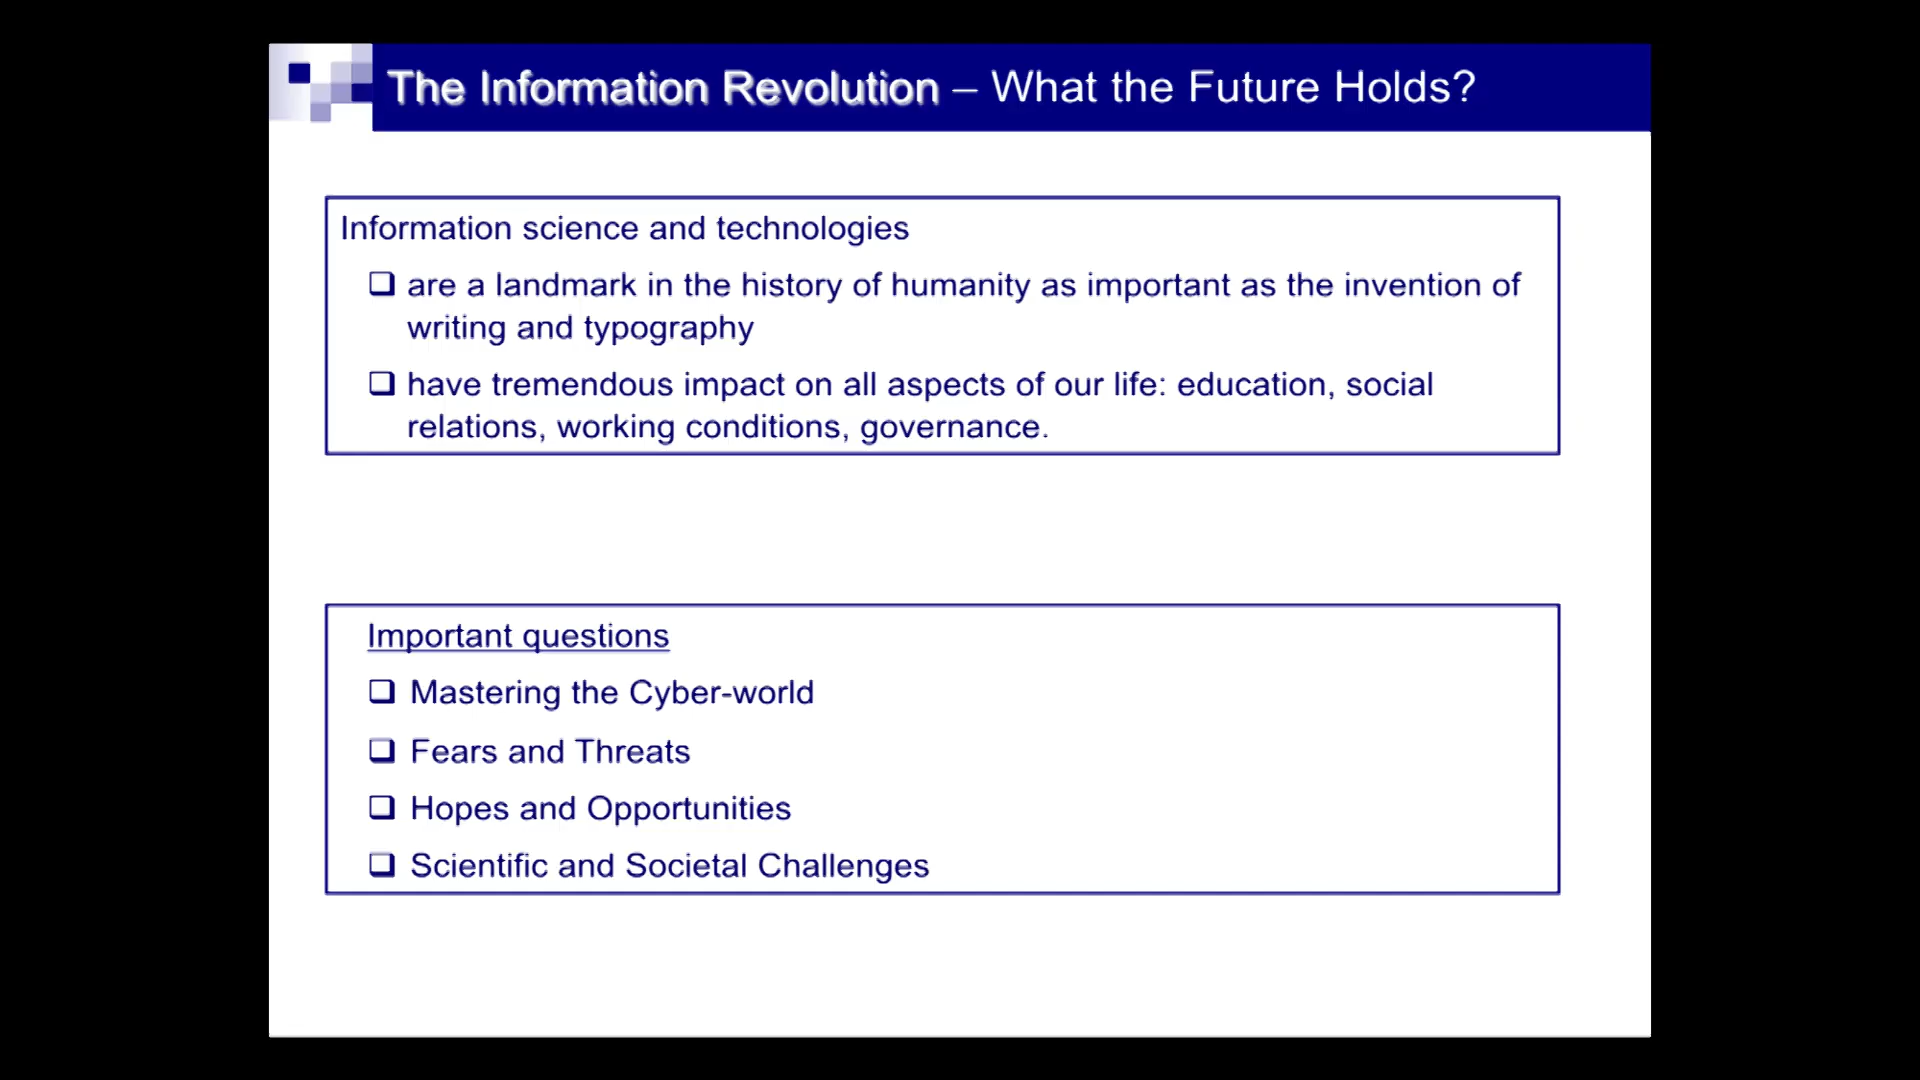 The Information Revolution – What the Future Holds?
Information science and technologies
❑ are a landmark in the history of humanity as important as the invention of
writing and typography
❑ have tremendous impact on all aspects of our life: education, social
relations, working conditions, governance.
Important questions
❑ Mastering the Cyber-world
❑ Fears and Threats
❑ Hopes and Opportunities
❑ Scientific and Societal Challenges